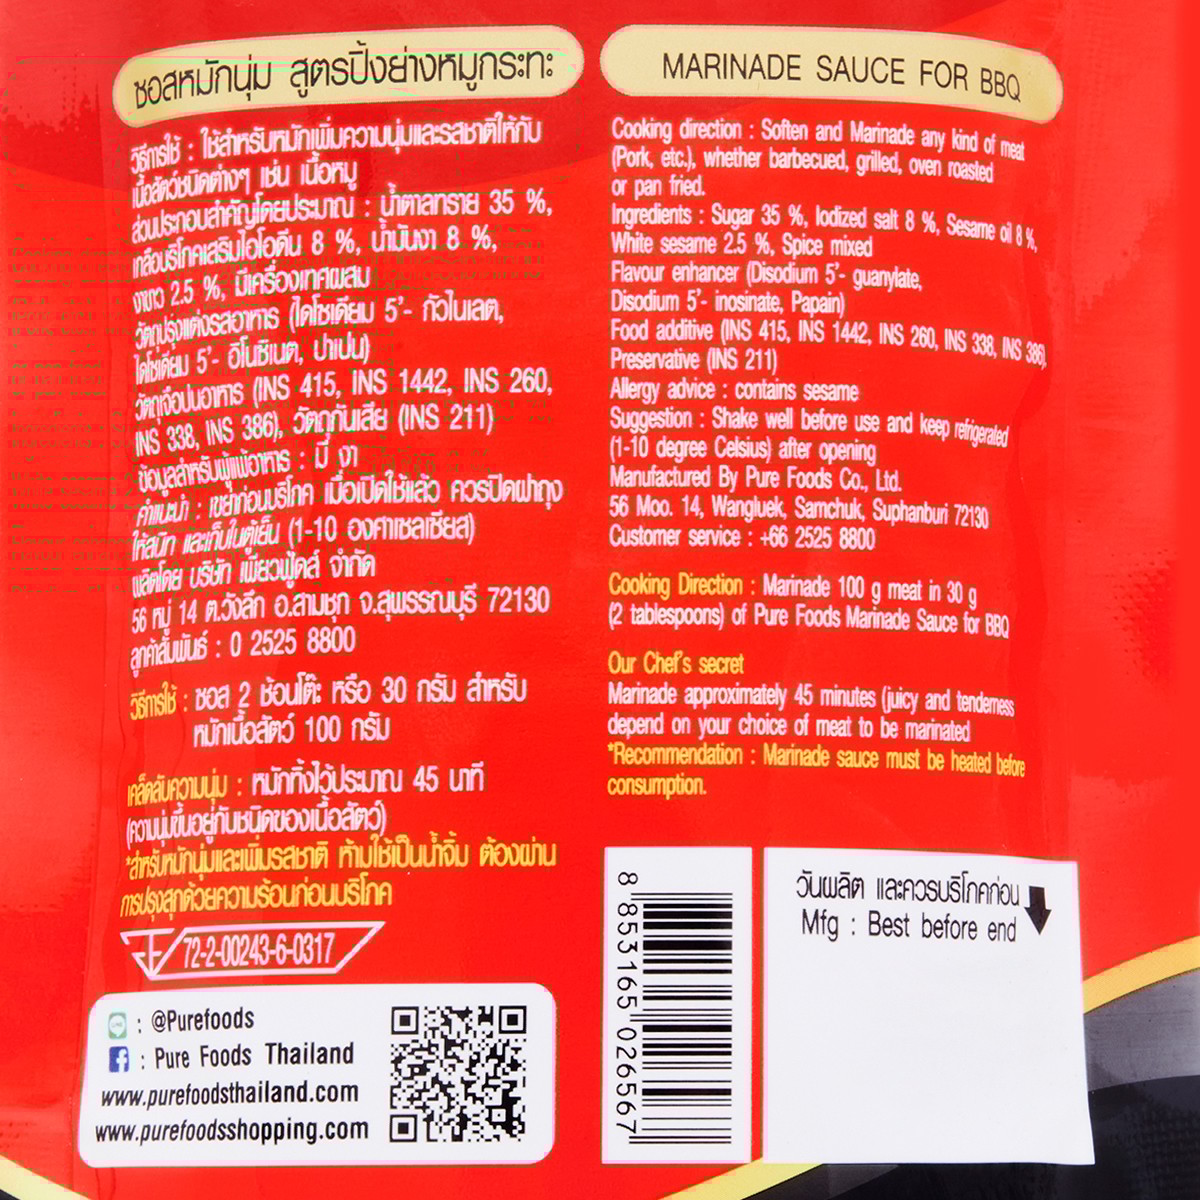 ซอสหมักนุ่ม สูตรปิ้งย่างหมูกระทะ
วิธีการใช้ : ใช้สำหรับหมักเพิ่มความนุ่มและรสชาติให้กับ
เนื้อสัตว์ชนิดต่างๆ เช่น เนื้อหมู
ส่วนประกอบสำคัญโดยประมาณ : น้ำตาลทราย 35 %,
เกลือบริโภคเสริมไอโอดีน 8 %, น้ำมันงา 8 %,
งาขาว 2.5 %, มีเครื่องเทศผสม
วัตถุปรุงแต่งรสอาหาร (ไดโซเดียม 5'- กัวไนเลต,
ไดโซเดียม 5'- อิโนซิเนต, ปาเปน)
วัตถุเจือปนอาหาร (INS 415, INS 1442, INS 260,
INS 338, INS 386), วัตถุกันเสีย (INS 211)
ข้อมูลสำหรับผู้แพ้อาหาร : มี งา
คำแนะนำ : เขย่าก่อนบริโภค เมื่อเปิดใช้แล้ว ควรปิดฝาถุง
ให้สนิท และเก็บในตู้เย็น (1-10 องศาเซลเซียส)
ผลิตโดย บริษัท เพียวฟู้ดส์ จำกัด
56 หมู่ 14 ต.วังลึก อ.สามชุก จ.สุพรรณบุรี 72130
ลูกค้าสัมพันธ์ : 0 2525 8800
วิธีการใช้ : ซอส 2 ช้อนโต๊ะ หรือ 30 กรัม สำหรับ
หมักเนื้อสัตว์ 100 กรัม
เคล็ดลับความนุ่ม : หมักทิ้งไว้ประมาณ 45 นาที
(ความนุ่มขึ้นอยู่กับชนิดของเนื้อสัตว์)
*สำหรับหมักนุ่มและเพิ่มรสชาติ ห้ามใช้เป็นน้ำจิ้ม ต้องผ่าน
การปรุงสุกด้วยความร้อนก่อนบริโภค
72-2-00243-6-0317
: @Purefoods
: Pure Foods Thailand
www.purefoodsthailand.com
www.purefoodsshopping.com
MARINADE SAUCE FOR BBQ
Cooking direction : Soften and Marinade any kind of meat
(Pork, etc.), whether barbecued, grilled, oven roasted
or pan fried.
Ingredients : Sugar 35 %, Iodized salt 8 %, Sesame oil 8 %,
White sesame 2.5 %, Spice mixed
Flavour enhancer (Disodium 5'- guanylate,
Disodium 5'- inosinate, Papain)
Food additive (INS 415, INS 1442, INS 260, INS 338, INS 386),
Preservative (INS 211)
Allergy advice : contains sesame
Suggestion : Shake well before use and keep refrigerated
(1-10 degree Celsius) after opening
Manufactured By Pure Foods Co., Ltd.
56 Moo. 14, Wangluek, Samchuk, Suphanburi 72130
Customer service : +66 2525 8800
Cooking Direction : Marinade 100 g meat in 30 g
(2 tablespoons) of Pure Foods Marinade Sauce for BBQ
Our Chef's secret
Marinade approximately 45 minutes (juicy and tenderness
depend on your choice of meat to be marinated
*Recommendation : Marinade sauce must be heated before
consumption.
8 853165 026567
วันผลิต และควรบริโภคก่อน
Mfg : Best before end